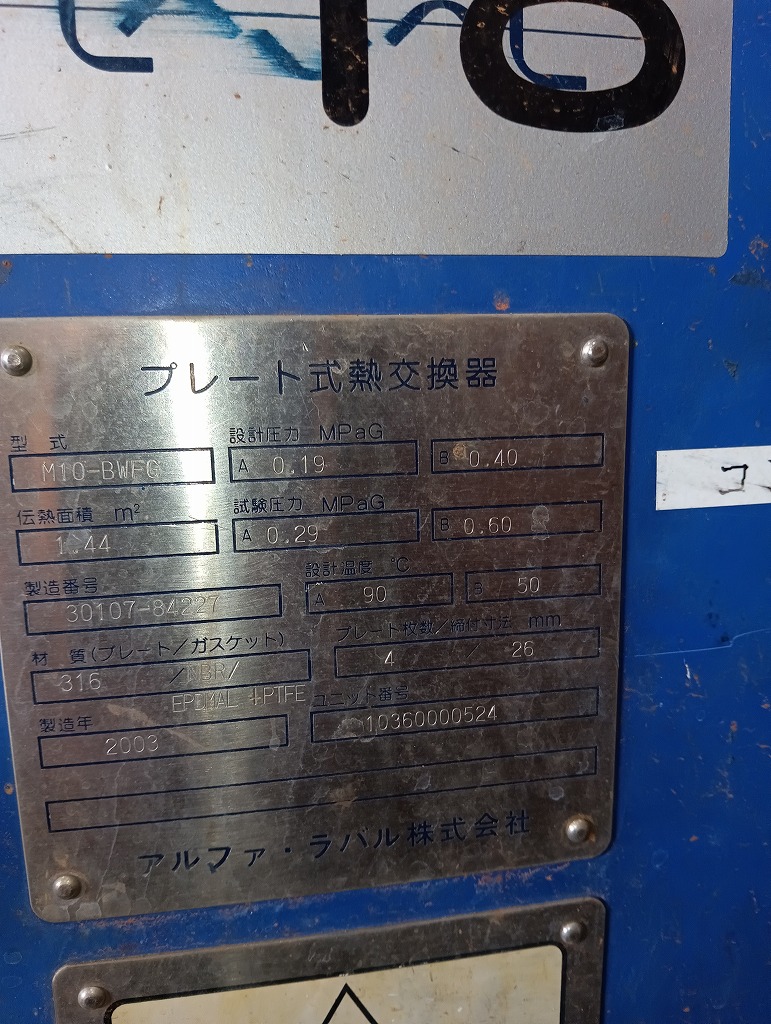 10
プレート式熱交換器
型 式 設計圧力 MPaG
M10-BWFG A 0.19 B 0.40
伝熱面積 m² 試験圧力 MPaG
1.44 A 0.29 B 0.60
製造番号 設計温度 °C
30107-84227 A 90 B 50
材 質(プレート/ガスケット) プレート枚数/締付寸法 mm
316 /NBR/ 4 / 26
EPDMAL +PTFE
製造年 ユニット番号
2003 10360000524
アルファ・ラバル株式会社